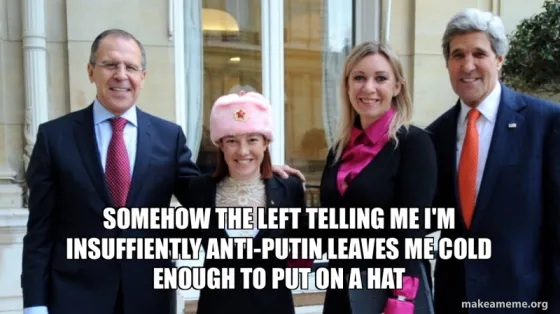 SOMEHOW THE LEFT TELLING ME I'M
INSUFFIENTLY ANTI-PUTIN LEAVES ME COLD
ENOUGH TO PUT ON A HAT
makeameme.org